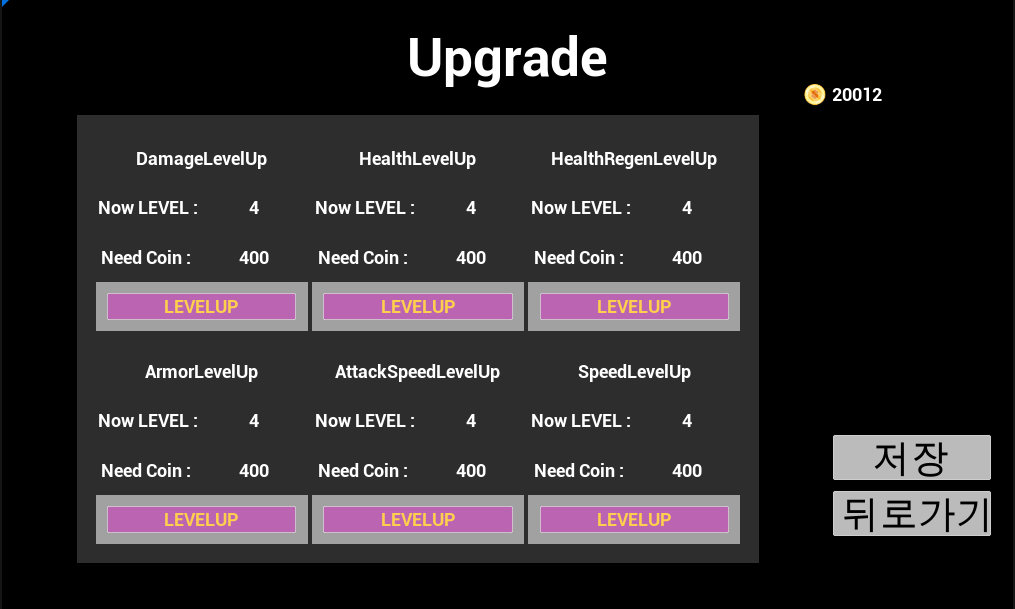 Upgrade
20012
DamageLevelUp HealthLevelUp HealthRegenLevelUp
Now LEVEL : 4 Now LEVEL : 4 Now LEVEL : 4
Need Coin : 400 Need Coin : 400 Need Coin : 400
LEVELUP LEVELUP LEVELUP
ArmorLevelUp AttackSpeedLevelUp SpeedLevelUp
Now LEVEL : 4 Now LEVEL : 4 Now LEVEL : 4
Need Coin : 400 Need Coin : 400 Need Coin : 400
LEVELUP LEVELUP LEVELUP
저장
뒤로가기